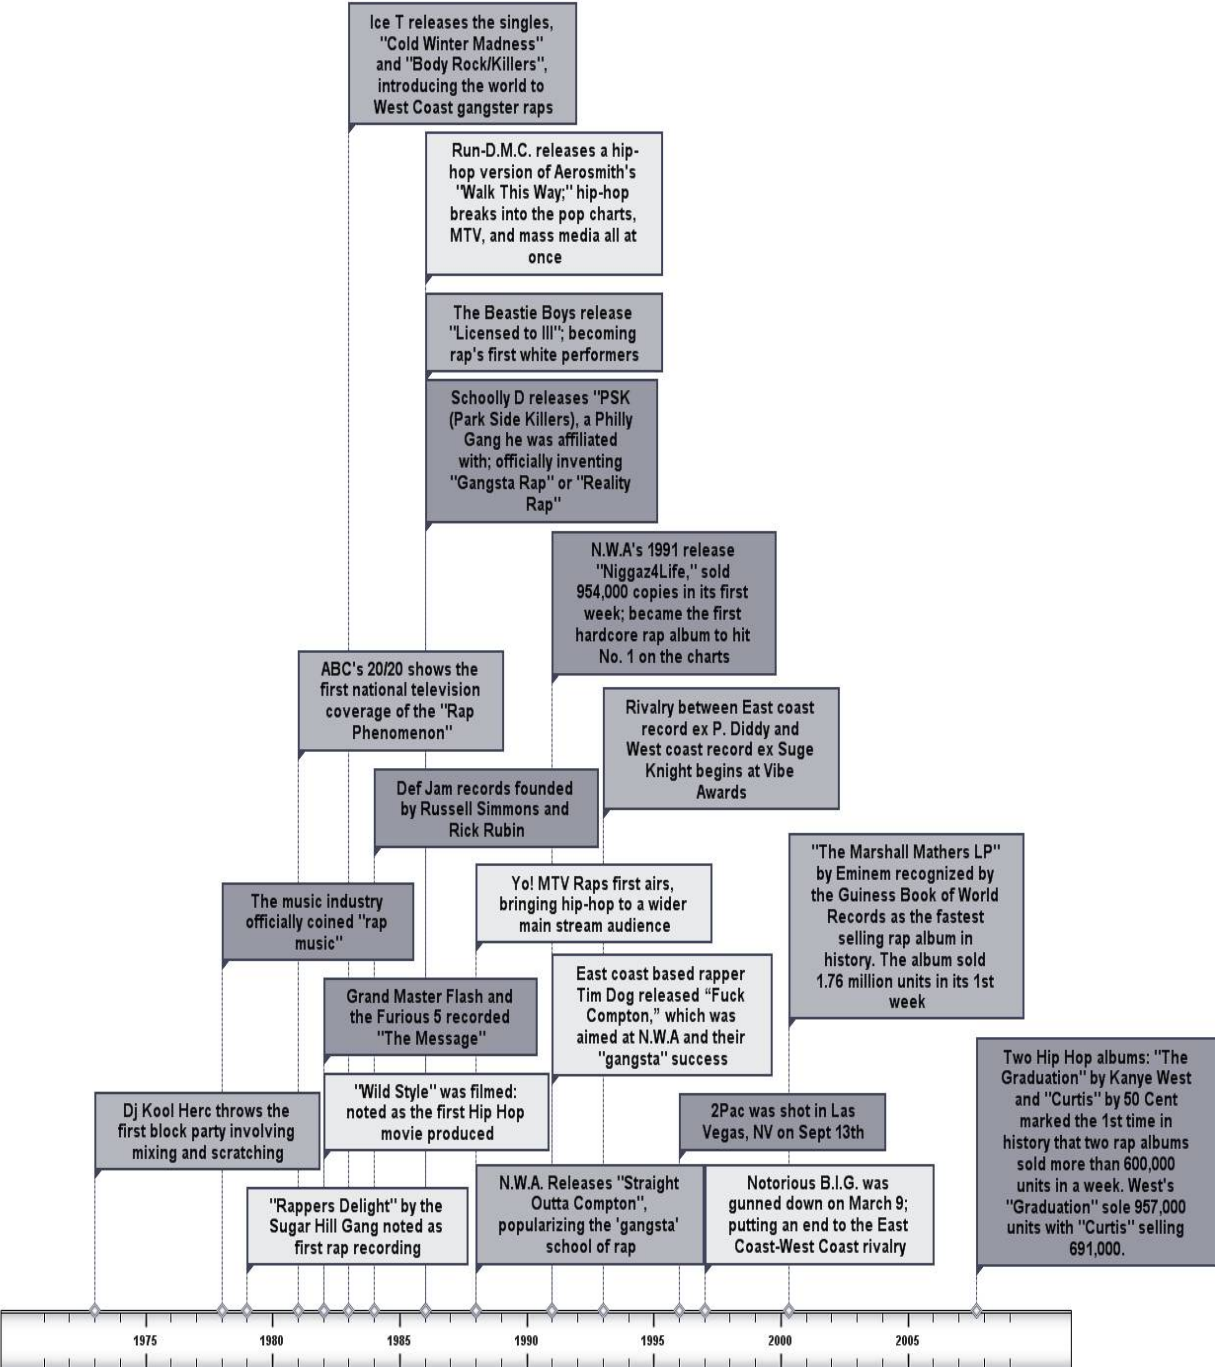 Ice T releases the singles,
"Cold Winter Madness"
and "Body Rock/Killers",
introducing the world to
West Coast gangster raps
Run-D.M.C. releases a hip-
hop version of Aerosmith's
"Walk This Way;" hip-hop
breaks into the pop charts,
MTV, and mass media all at
once
The Beastie Boys release
"Licensed to Ill"; becoming
rap's first white performers
Schoolly D releases "PSK
(Park Side Killers), a Philly
Gang he was affiliated
with; officially inventing
"Gangsta Rap" or "Reality
Rap"
N.W.A's 1991 release
"Niggaz4Life," sold
954,000 copies in its first
week; became the first
hardcore rap album to hit
No. 1 on the charts
ABC's 20/20 shows the
first national television
coverage of the "Rap
Phenomenon"
Rivalry between East coast
record ex P. Diddy and
West coast record ex Suge
Knight begins at Vibe
Awards
Def Jam records founded
by Russell Simmons and
Rick Rubin
"The Marshall Mathers LP"
by Eminem recognized by
the Guiness Book of World
Records as the fastest
selling rap album in
history. The album sold
1.76 million units in its 1st
week
Yo! MTV Raps first airs,
bringing hip-hop to a wider
main stream audience
The music industry
officially coined "rap
music"
East coast based rapper
Tim Dog released “Fuck
Compton,” which was
aimed at N.W.A and their
"gangsta" success
Grand Master Flash and
the Furious 5 recorded
"The Message"
Two Hip Hop albums: "The
Graduation" by Kanye West
and "Curtis" by 50 Cent
marked the 1st time in
history that two rap albums
sold more than 600,000
units in a week. West's
"Graduation" sole 957,000
units with "Curtis" selling
691,000.
"Wild Style" was filmed:
noted as the first Hip Hop
movie produced
Dj Kool Herc throws the
first block party involving
mixing and scratching
2Pac was shot in Las
Vegas, NV on Sept 13th
N.W.A. Releases "Straight
Outta Compton",
popularizing the 'gangsta'
school of rap
Notorious B.I.G. was
gunned down on March 9;
putting an end to the East
Coast-West Coast rivalry
"Rappers Delight" by the
Sugar Hill Gang noted as
first rap recording
1975 1980 1985 1990 1995 2000 2005